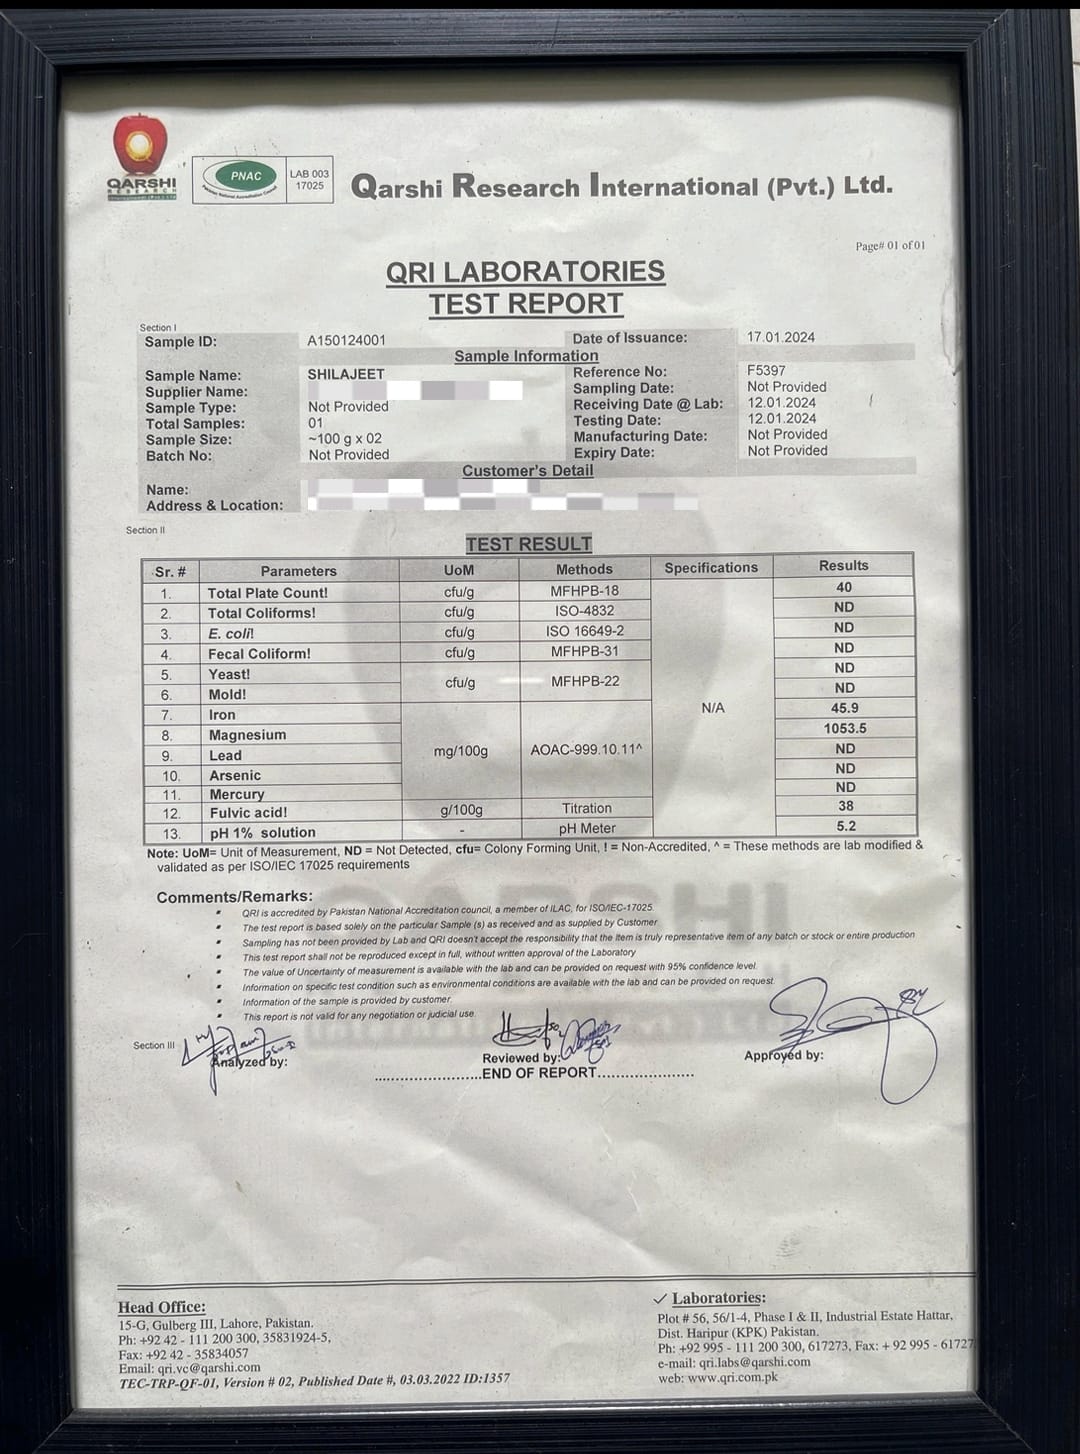 QARSHI
RESEARCH
PNAC
Pakistan National Accreditation Council
LAB 003
17025
Qarshi Research International (Pvt.) Ltd.
Page# 01 of 01
QRI LABORATORIES
TEST REPORT
Section I
Sample ID: A150124001 Date of Issuance: 17.01.2024
Sample Information
Sample Name: SHILAJEET Reference No: F5397
Supplier Name: Sampling Date: Not Provided
Sample Type: Not Provided Receiving Date @ Lab: 12.01.2024
Total Samples: 01 Testing Date: 12.01.2024
Sample Size: ~100 g x 02 Manufacturing Date: Not Provided
Batch No: Not Provided Expiry Date: Not Provided
Customer's Detail
Name:
Address & Location:
Section II
TEST RESULT
Sr. # Parameters UoM Methods Specifications Results
1. Total Plate Count! cfu/g MFHPB-18 40
2. Total Coliforms! cfu/g ISO-4832 ND
3. E. coli! cfu/g ISO 16649-2 ND
4. Fecal Coliform! cfu/g MFHPB-31 ND
5. Yeast! cfu/g MFHPB-22 ND
6. Mold! ND
7. Iron N/A 45.9
8. Magnesium 1053.5
9. Lead mg/100g AOAC-999.10.11^ ND
10. Arsenic ND
11. Mercury ND
12. Fulvic acid! g/100g Titration 38
13. pH 1% solution - pH Meter 5.2
Note: UoM= Unit of Measurement, ND = Not Detected, cfu= Colony Forming Unit, ! = Non-Accredited, ^ = These methods are lab modified &
validated as per ISO/IEC 17025 requirements
Comments/Remarks:
▪ QRI is accredited by Pakistan National Accreditation council, a member of ILAC, for ISO/IEC-17025.
▪ The test report is based solely on the particular Sample (s) as received and as supplied by Customer
▪ Sampling has not been provided by Lab and QRI doesn't accept the responsibility that the Item is truly representative item of any batch or stock or entire production
▪ This test report shall not be reproduced except in full, without written approval of the Laboratory
▪ The value of Uncertainty of measurement is available with the lab and can be provided on request with 95% confidence level.
▪ Information on specific test condition such as environmental conditions are available with the lab and can be provided on request.
▪ Information of the sample is provided by customer.
▪ This report is not valid for any negotiation or judicial use.
Section III
Analyzed by: Reviewed by: Approved by:
........................END OF REPORT.....................
Head Office:
15-G, Gulberg III, Lahore, Pakistan.
Ph: +92 42 - 111 200 300, 35831924-5,
Fax: +92 42 - 35834057
Email: qri.vc@qarshi.com
TEC-TRP-QF-01, Version # 02, Published Date #, 03.03.2022 ID:1357
✓ Laboratories:
Plot # 56, 56/1-4, Phase I & II, Industrial Estate Hattar,
Dist. Haripur (KPK) Pakistan.
Ph: +92 995 - 111 200 300, 617273, Fax: + 92 995 - 61727
e-mail: qri.labs@qarshi.com
web: www.qri.com.pk